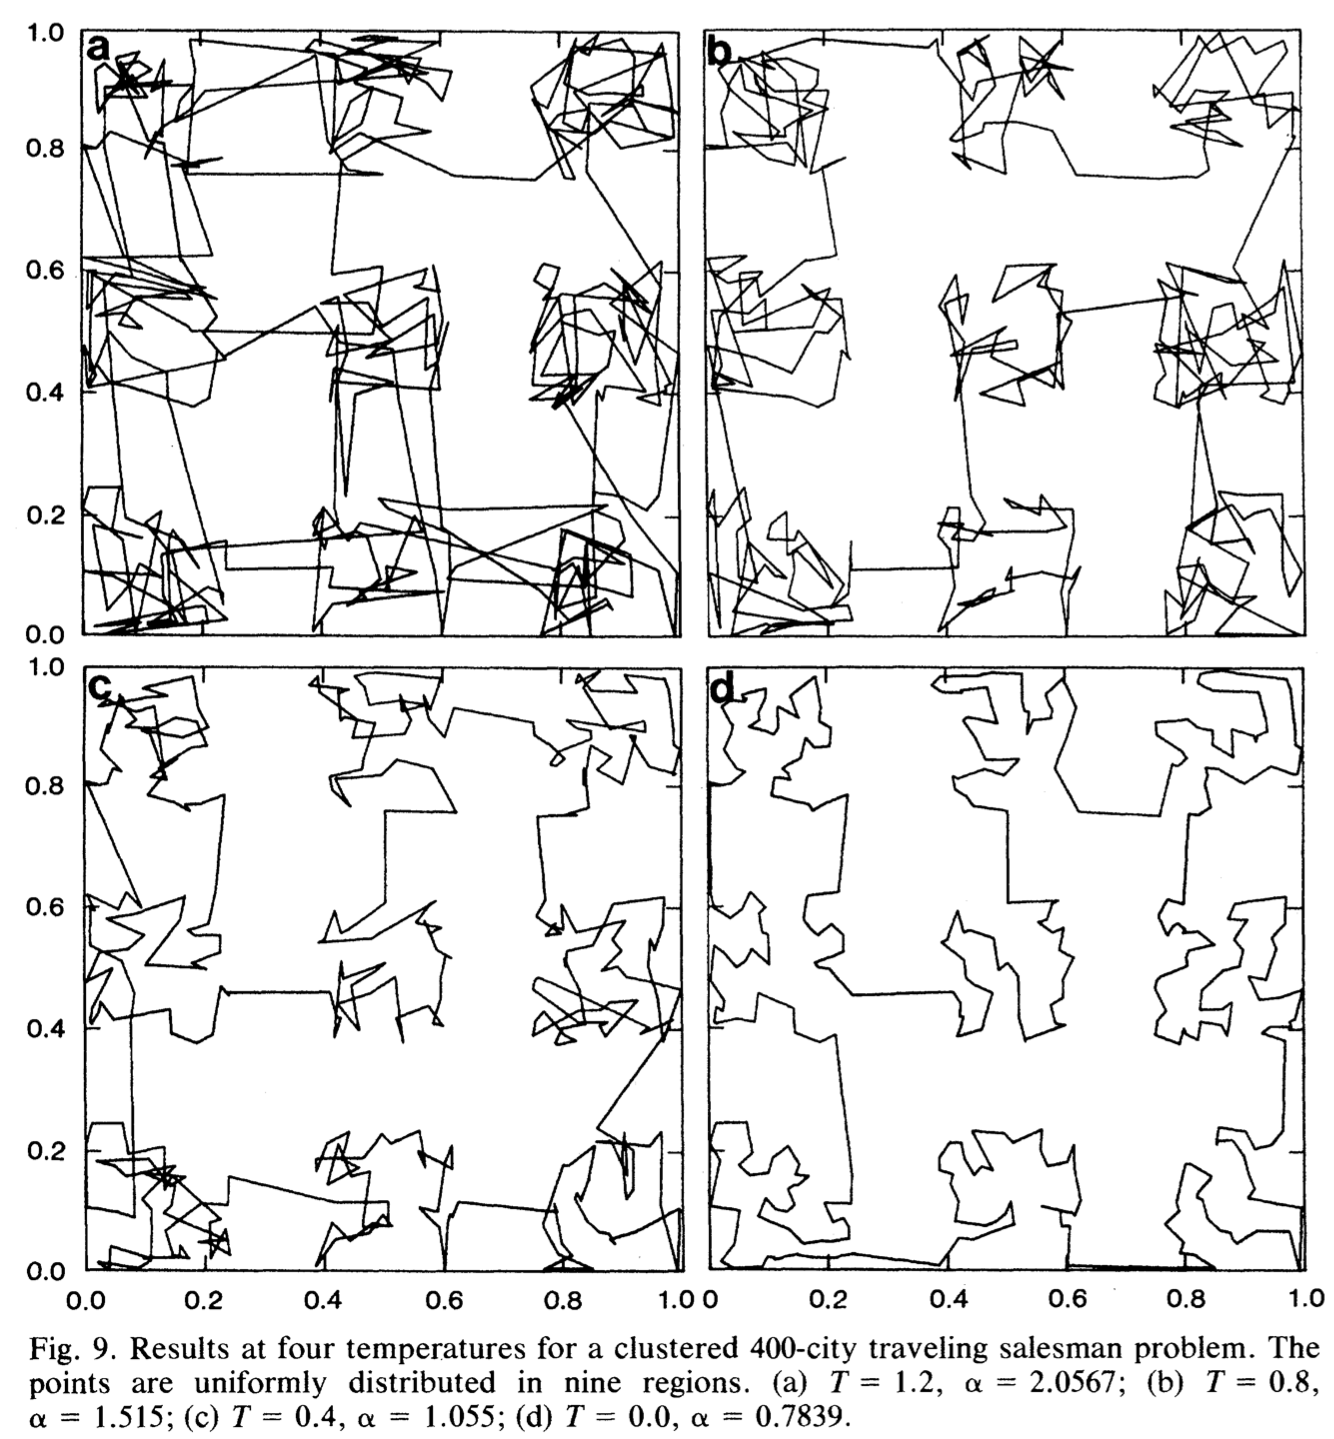 a
b
1.0
0.8
0.6
0.4
0.2
0.0
c
d
1.0
0.8
0.6
0.4
0.2
0.0
0.0 0.2 0.4 0.6 0.8 1.0 0 0.2 0.4 0.6 0.8 1.0
Fig. 9. Results at four temperatures for a clustered 400-city traveling salesman problem. The
points are uniformly distributed in nine regions. (a) T = 1.2, α = 2.0567; (b) T = 0.8,
α = 1.515; (c) T = 0.4, α = 1.055; (d) T = 0.0, α = 0.7839.